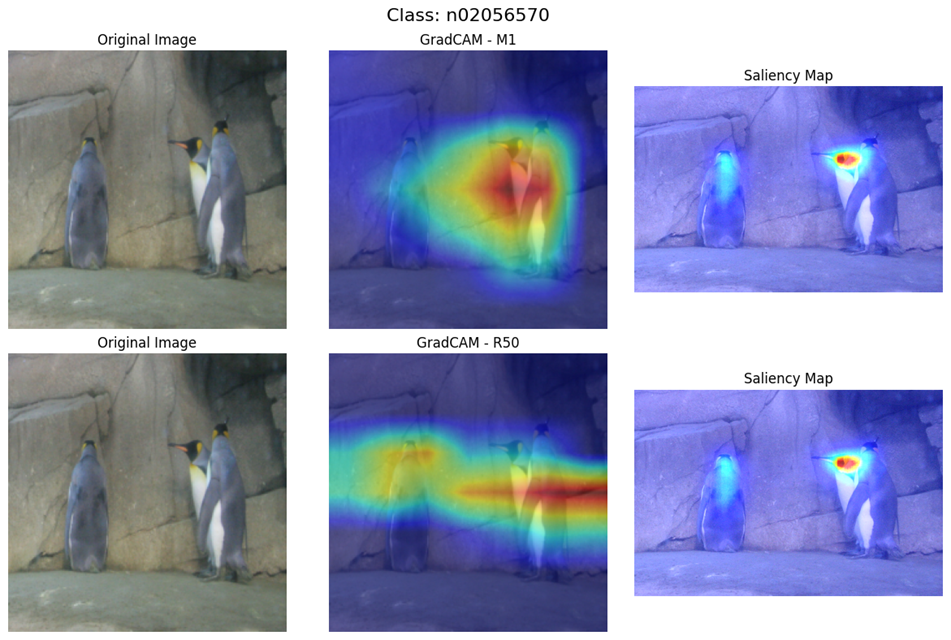 Class: n02056570
Original Image
GradCAM - M1
Saliency Map
Original Image
GradCAM - R50
Saliency Map